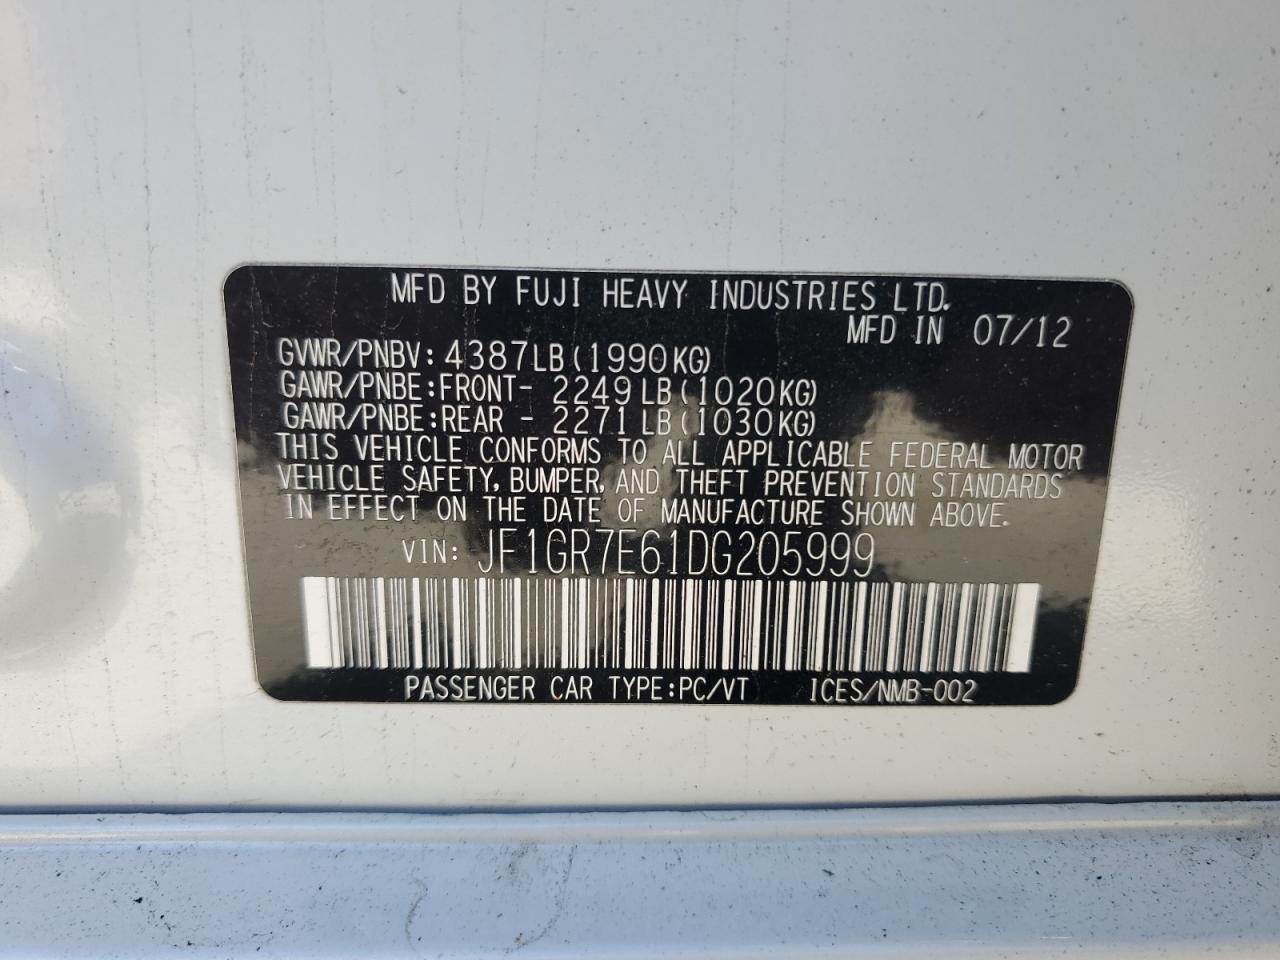 MFD BY FUJI HEAVY INDUSTRIES LTD.
MFD IN 07/12
GVWR/PNBV: 4387LB(1990KG)
GAWR/PNBE:FRONT- 2249LB(1020KG)
GAWR/PNBE:REAR - 2271LB(1030KG)
THIS VEHICLE CONFORMS TO ALL APPLICABLE FEDERAL MOTOR
VEHICLE SAFETY, BUMPER, AND THEFT PREVENTION STANDARDS
IN EFFECT ON THE DATE OF MANUFACTURE SHOWN ABOVE.
VIN: JF1GR7E61DG205999
PASSENGER CAR TYPE:PC/VT ICES/NMB-002